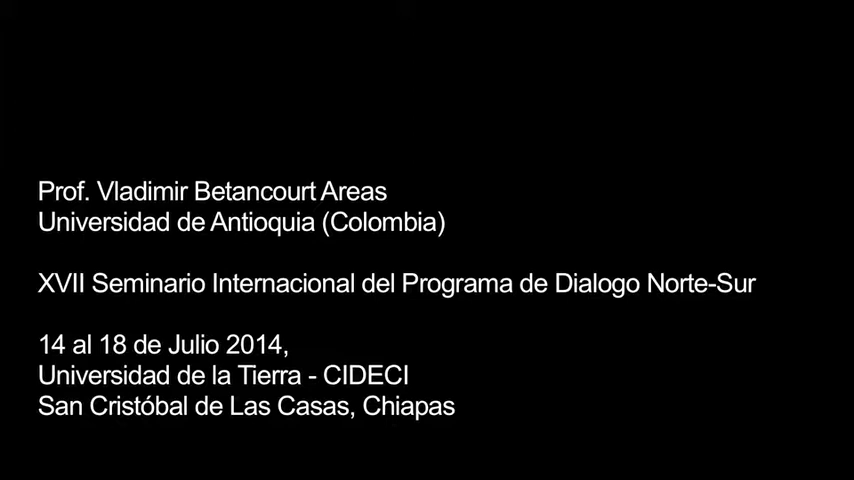 Prof. Vladimir Betancourt Areas
Universidad de Antioquia (Colombia)
XVII Seminario Internacional del Programa de Dialogo Norte-Sur
14 al 18 de Julio 2014,
Universidad de la Tierra - CIDECI
San Cristóbal de Las Casas, Chiapas